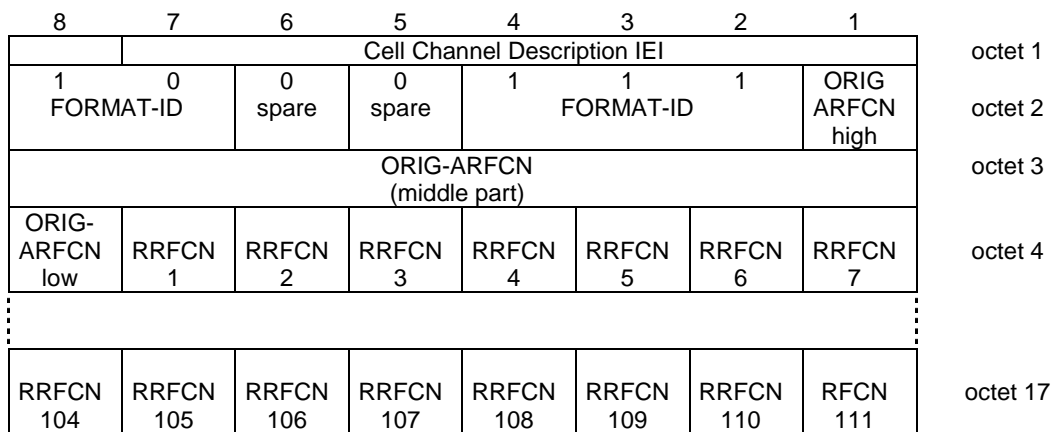 8 7 6 5 4 3 2 1
Cell Channel Description IEI octet 1
1 0 0 0 1 1 1 ORIG
FORMAT-ID spare spare FORMAT-ID ARFCN octet 2
high
ORIG-ARFCN octet 3
(middle part)
ORIG-
ARFCN RRFCN RRFCN RRFCN RRFCN RRFCN RRFCN RRFCN octet 4
low 1 2 3 4 5 6 7
RRFCN RRFCN RRFCN RRFCN RRFCN RRFCN RRFCN RFCN octet 17
104 105 106 107 108 109 110 111